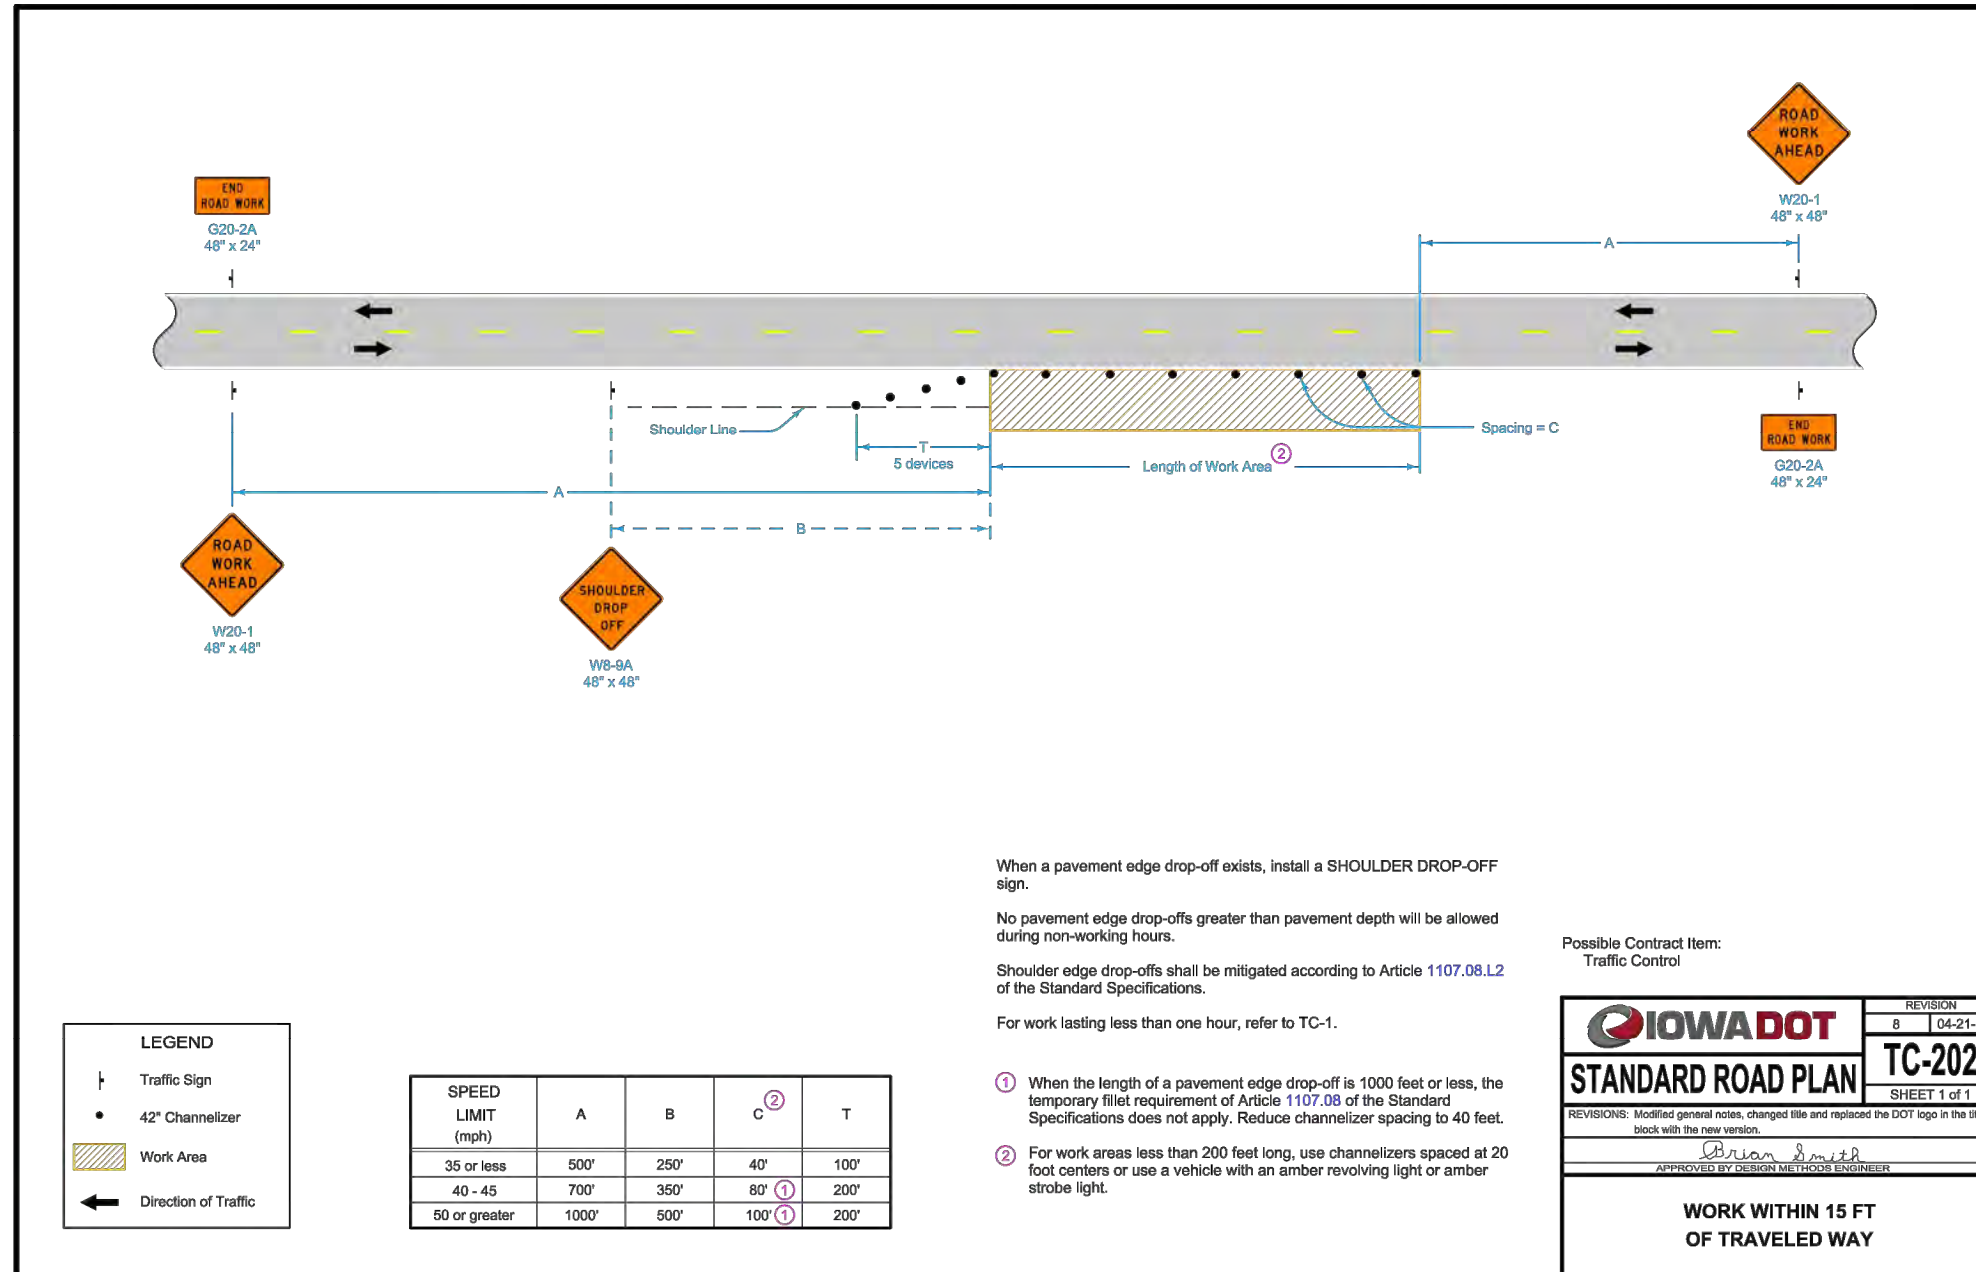 ROAD
WORK
AHEAD
W20-1
48" x 48"
END
ROAD WORK
G20-2A
48" x 24"
A
Shoulder Line
T
5 devices
Length of Work Area 2
Spacing = C
END
ROAD WORK
G20-2A
48" x 24"
A
B
ROAD
WORK
AHEAD
W20-1
48" x 48"
SHOULDER
DROP
OFF
W8-9A
48" x 48"
When a pavement edge drop-off exists, install a SHOULDER DROP-OFF
sign.
No pavement edge drop-offs greater than pavement depth will be allowed
during non-working hours.
Shoulder edge drop-offs shall be mitigated according to Article 1107.08.L2
of the Standard Specifications.
For work lasting less than one hour, refer to TC-1.
1 When the length of a pavement edge drop-off is 1000 feet or less, the
temporary fillet requirement of Article 1107.08 of the Standard
Specifications does not apply. Reduce channelizer spacing to 40 feet.
2 For work areas less than 200 feet long, use channelizers spaced at 20
foot centers or use a vehicle with an amber revolving light or amber
strobe light.
LEGEND
Traffic Sign
42" Channelizer
Work Area
Direction of Traffic
SPEED LIMIT (mph) A B C 2 T
35 or less 500' 250' 40' 100'
40 - 45 700' 350' 80' 1 200'
50 or greater 1000' 500' 100' 1 200'
Possible Contract Item:
Traffic Control
IOWA DOT
REVISION
8 04-21-
STANDARD ROAD PLAN
TC-202
SHEET 1 of 1
REVISIONS: Modified general notes, changed title and replaced the DOT logo in the
block with the new version.
Brian Smith
APPROVED BY DESIGN METHODS ENGINEER
WORK WITHIN 15 FT
OF TRAVELED WAY